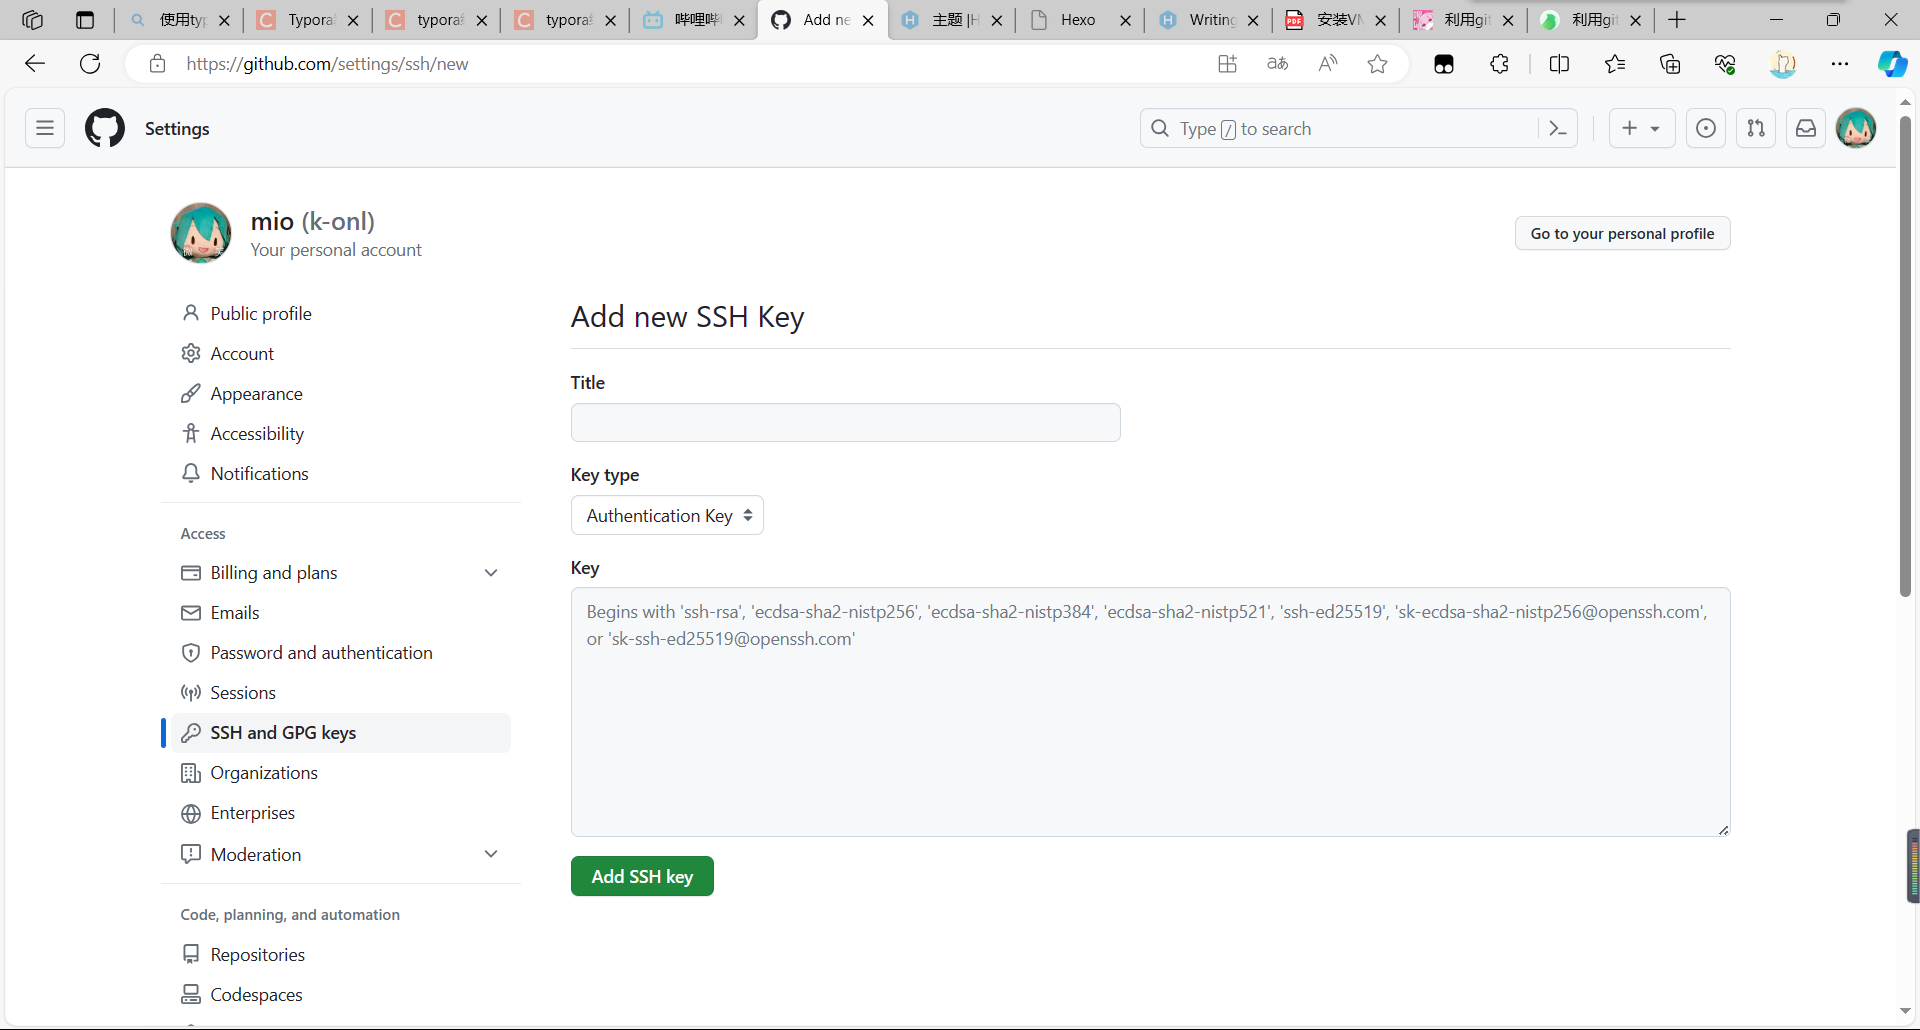 使用typ
Typora
typora
typora
哔哩哔
Add ne
主题 | H
Hexo
Writing
安装VM
利用git
利用git
https://github.com/settings/ssh/new
Settings
Type / to search
mio (k-onl)
Your personal account
Go to your personal profile
Public profile
Account
Appearance
Accessibility
Notifications
Access
Billing and plans
Emails
Password and authentication
Sessions
SSH and GPG keys
Organizations
Enterprises
Moderation
Code, planning, and automation
Repositories
Codespaces
Add new SSH Key
Title
Key type
Authentication Key
Key
Begins with 'ssh-rsa', 'ecdsa-sha2-nistp256', 'ecdsa-sha2-nistp384', 'ecdsa-sha2-nistp521', 'ssh-ed25519', 'sk-ecdsa-sha2-nistp256@openssh.com',
or 'sk-ssh-ed25519@openssh.com'
Add SSH key